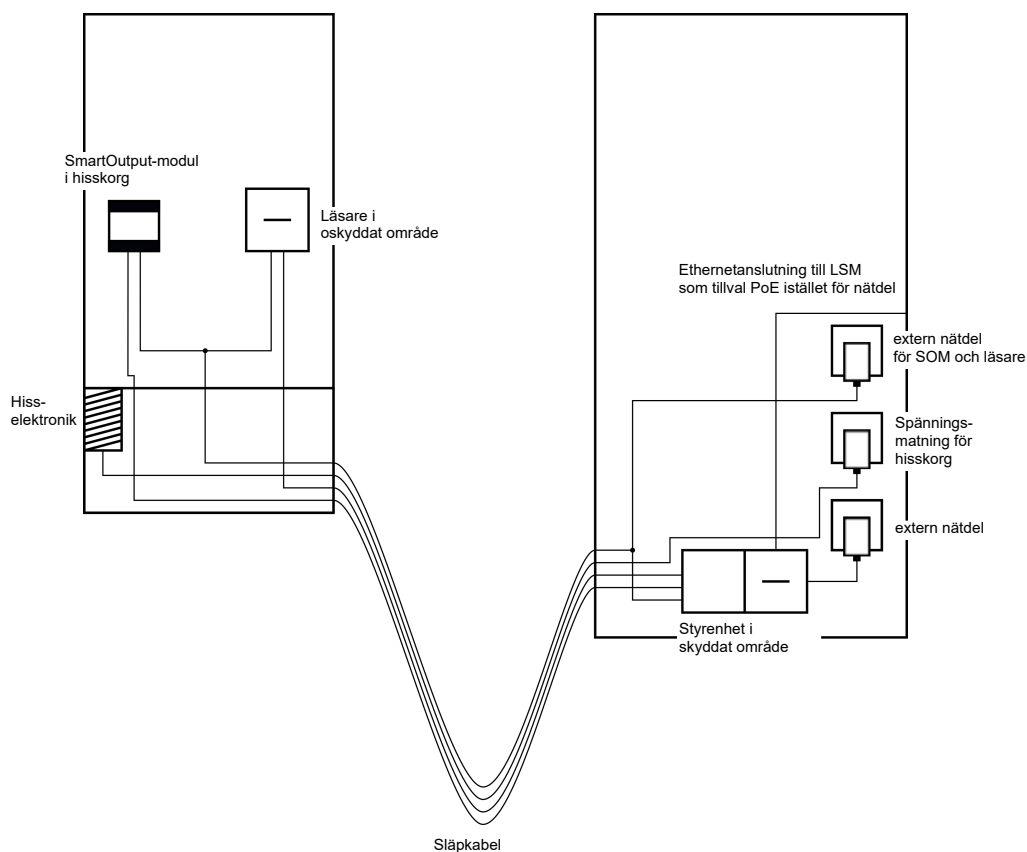 SmartOutput-modul
i hisskorg
Läsare i
oskyddat område
Hiss-
elektronik
Ethernetanslutning till LSM
som tillval PoE istället för nätdel
extern nätdel
för SOM och läsare
Spännings-
matning för
hisskorg
extern nätdel
Styrenhet i
skyddat område
Släpkabel